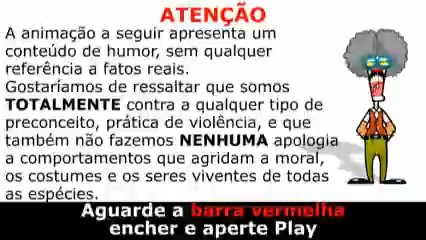 ATENÇÃO
A animação a seguir apresenta um
conteúdo de humor, sem qualquer
referência a fatos reais.
Gostaríamos de ressaltar que somos
TOTALMENTE contra a qualquer tipo de
preconceito, prática de violência, e que
também não fazemos NENHUMA apologia
a comportamentos que agridam a moral,
os costumes e os seres viventes de todas
as espécies.
Aguarde a barra vermelha
encher e aperte Play